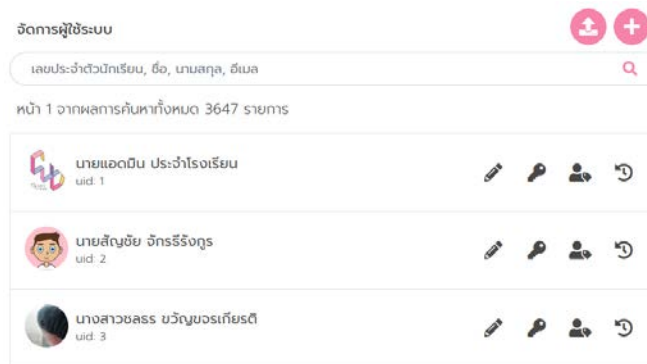 จัดการผู้ใช้ระบบ
เลขประจำตัวนักเรียน, ชื่อ, นามสกุล, อีเมล
หน้า 1 จากผลการค้นหาทั้งหมด 3647 รายการ
นายแอดมิน ประจำโรงเรียน
uid: 1
นายสัญชัย จักรธีรังกูร
uid: 2
นางสาวชลธร ขวัญขจรเกียรติ
uid: 3